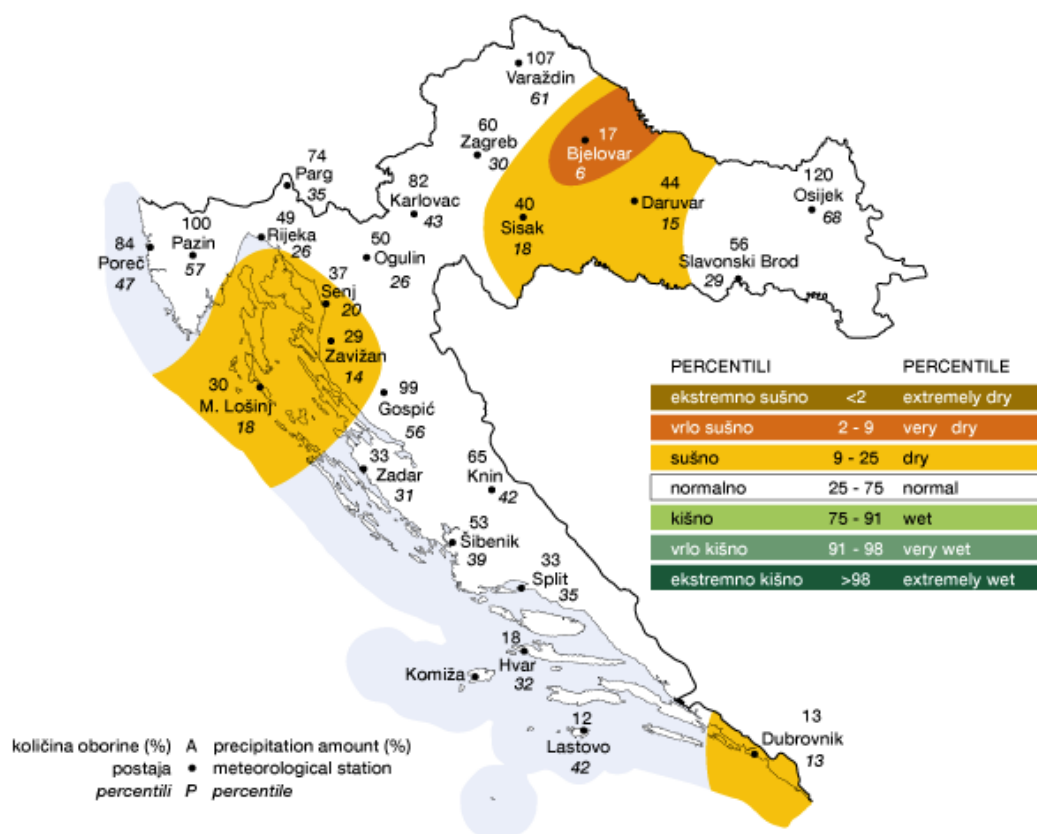 107
Varaždin
61
60
Zagreb
30
17
Bjelovar
6
74
Parg
35
82
Karlovac
43
40
Sisak
18
44
Daruvar
15
120
Osijek
68
84
Poreč
47
100
Pazin
57
49
Rijeka
26
50
Ogulin
26
56
Slavonski Brod
29
37
Senj
20
29
Zavižan
14
30
M. Lošinj
18
99
Gospić
56
33
Zadar
31
65
Knin
42
53
Šibenik
39
33
Split
35
18
Hvar
32
Komiža
12
Lastovo
42
13
Dubrovnik
13
PERCENTILI PERCENTILE
ekstremno sušno <2 extremely dry
vrlo sušno 2 - 9 very dry
sušno 9 - 25 dry
normalno 25 - 75 normal
kišno 75 - 91 wet
vrlo kišno 91 - 98 very wet
ekstremno kišno >98 extremely wet
količina oborine (%) A precipitation amount (%)
postaja ● meteorological station
percentili P percentile